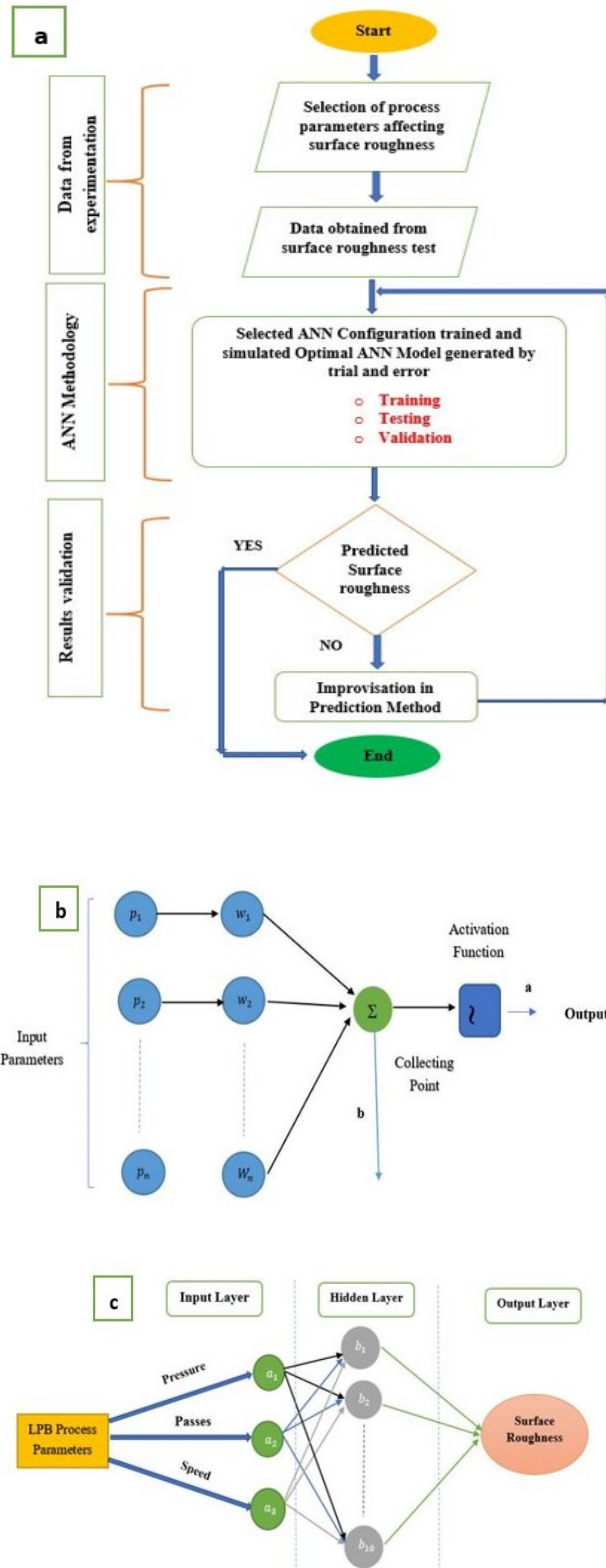 a
Start
Selection of process
parameters affecting
surface roughness
Data from
experimentation
Data obtained from
surface roughness test
ANN Methodology
Selected ANN Configuration trained and
simulated Optimal ANN Model generated by
trial and error
o Training
o Testing
o Validation
Results validation
YES
Predicted
Surface
roughness
NO
Improvisation in
Prediction Method
End
b
p₁
w₁
Activation
Function
p₂
w₂
Σ
a
Output
Input
Parameters
Collecting
Point
b
pₙ
Wₙ
c
Input Layer
Hidden Layer
Output Layer
Pressure
a₁
b₁
LPB Process
Parameters
Passes
a₂
b₂
Surface
Roughness
Speed
a₃
b₁₀